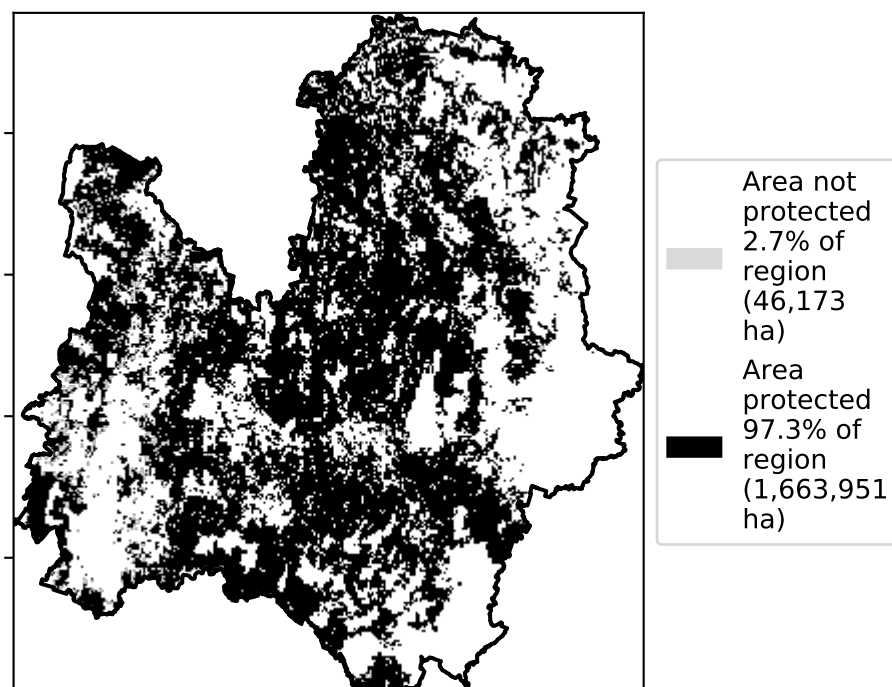 Area not
protected
2.7% of
region
(46,173
ha)
Area
protected
97.3% of
region
(1,663,951
ha)